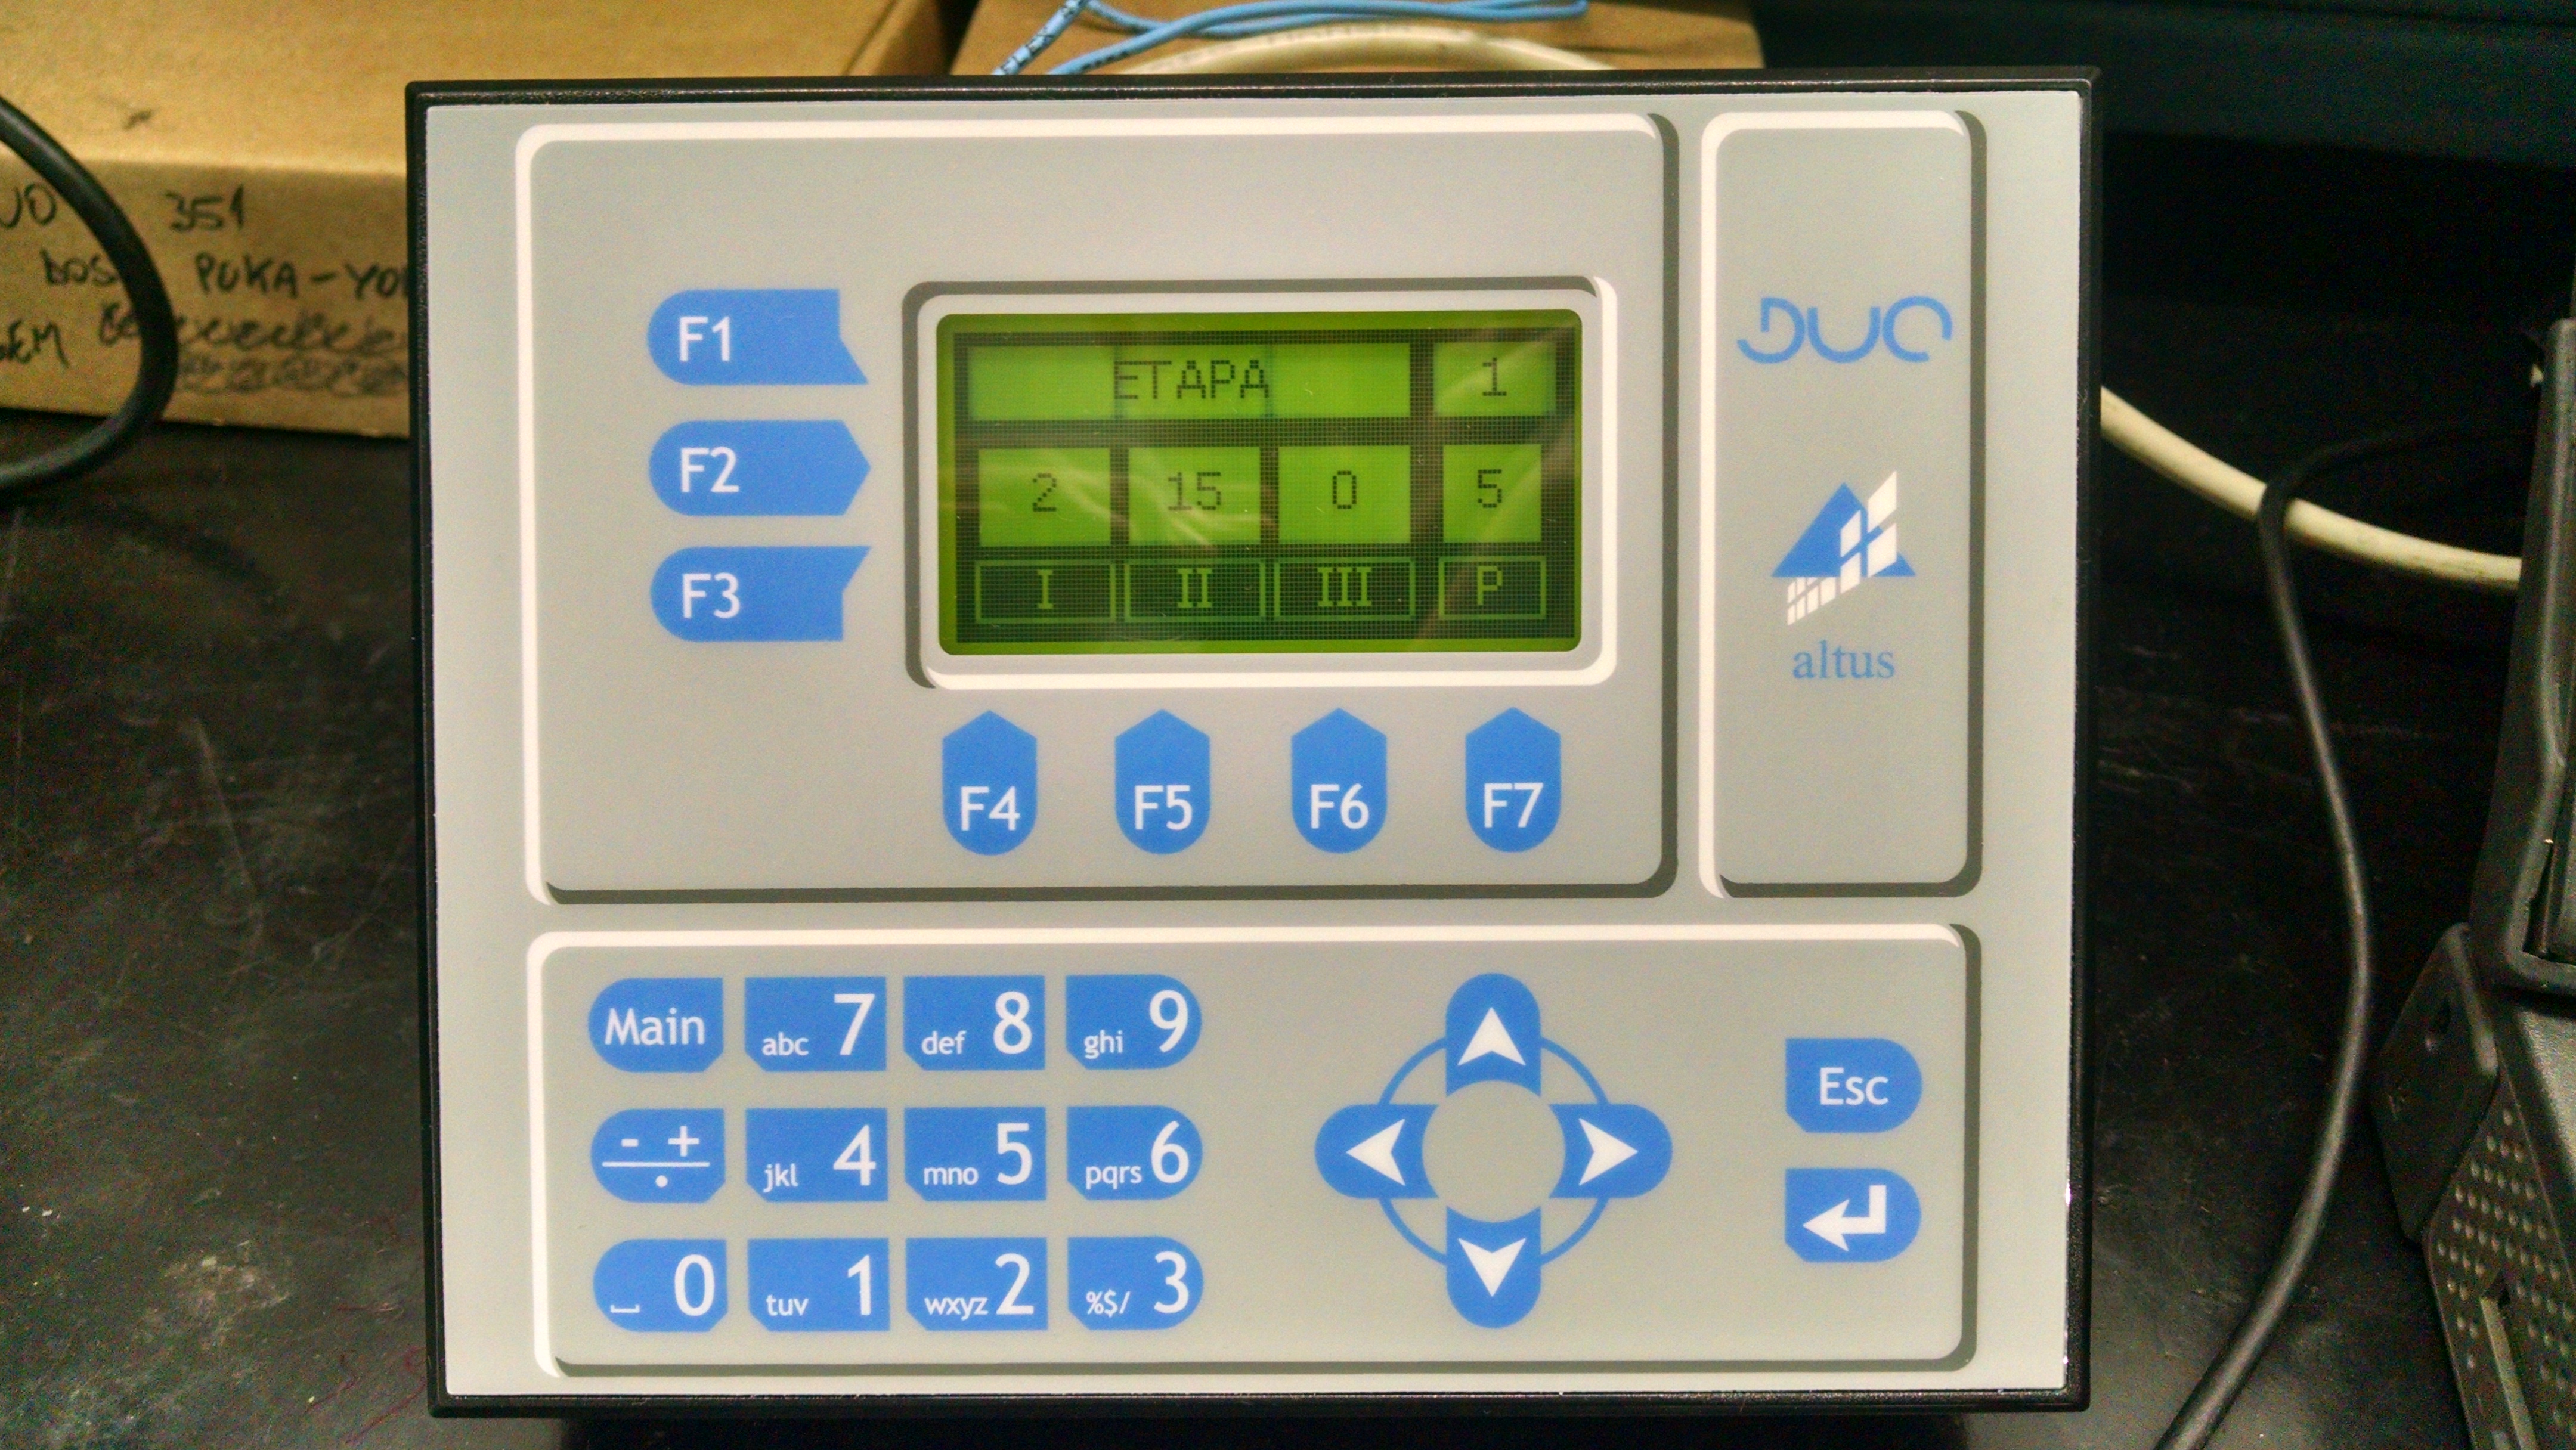 FLEX
351
PUKA-YO
F1
F2
F3
ETAPA 1
2 15 0 5
I II III P
F4 F5 F6 F7
DUO
altus
Main abc 7 def 8 ghi 9
- + . jkl 4 mno 5 pqrs 6
0 tuv 1 wxyz 2 %$/ 3
Esc